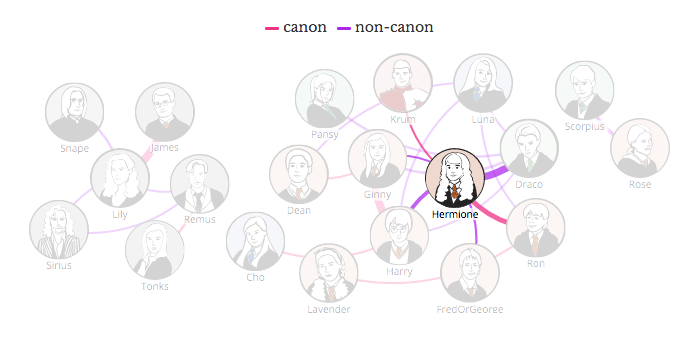 canon non-canon
Snape
James
Pansy
Krum
Luna
Scorpius
Rose
Lily
Remus
Dean
Ginny
Hermione
Draco
Sirius
Tonks
Cho
Lavender
Harry
FredOrGeorge
Ron